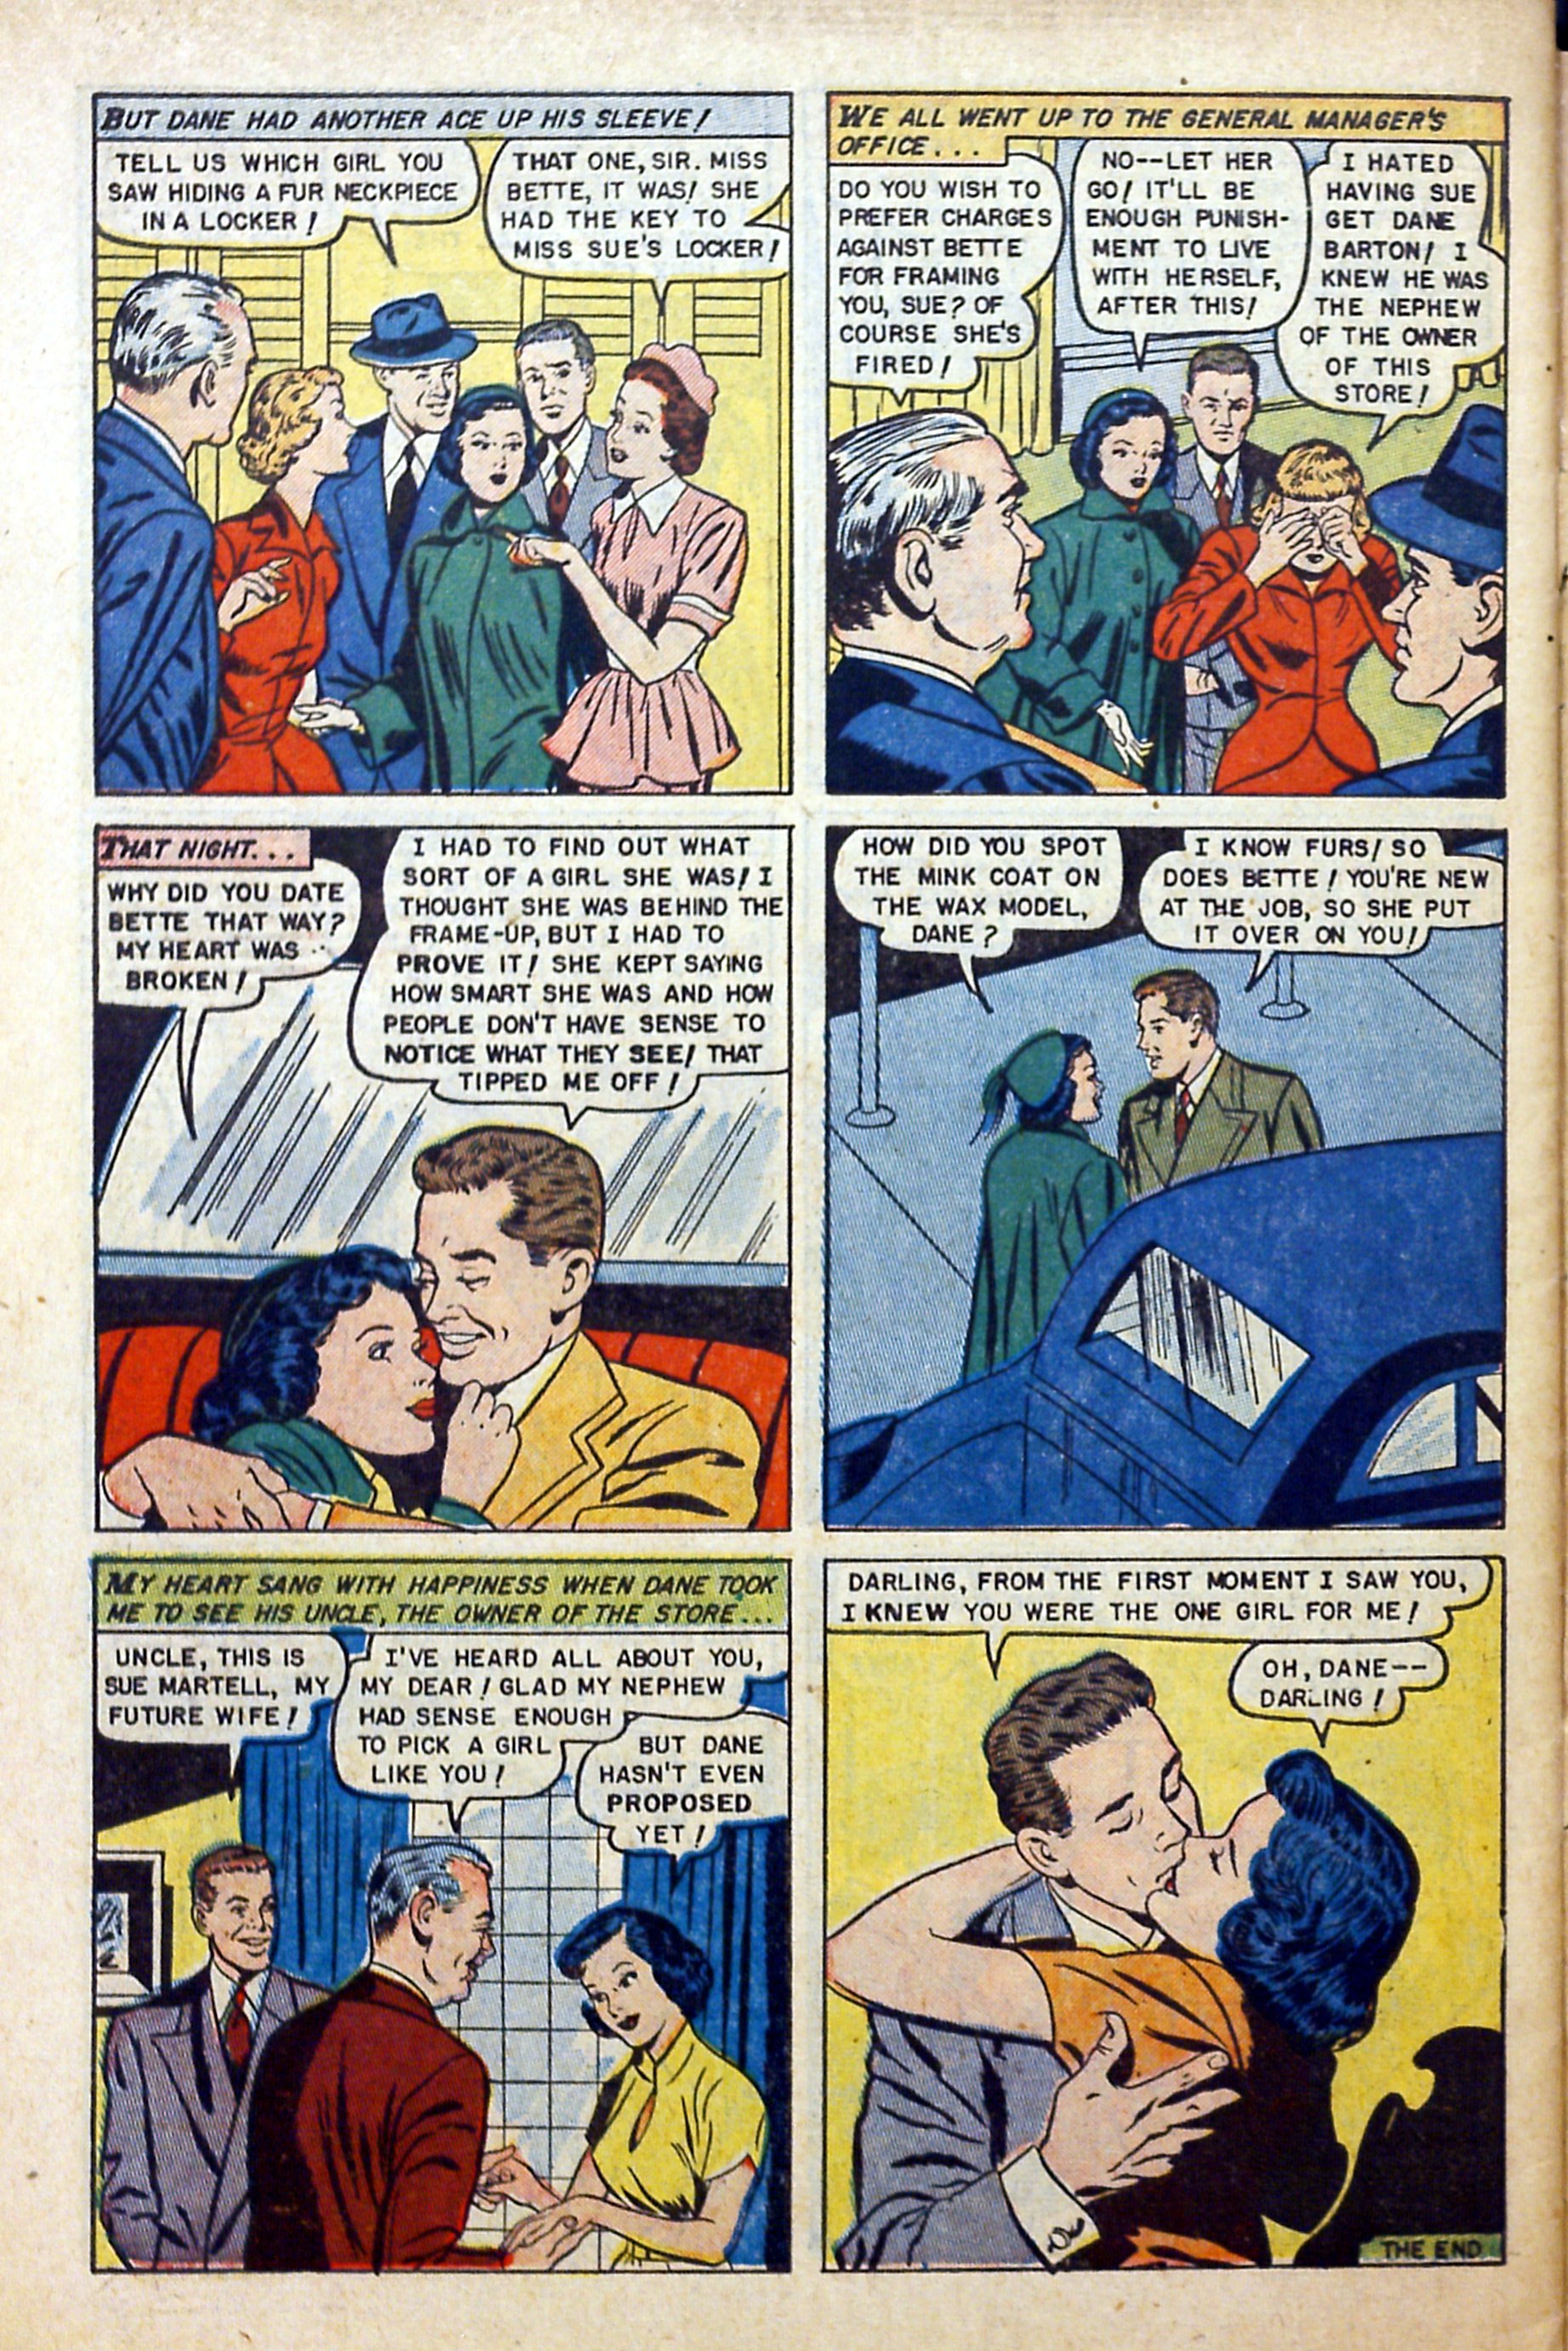 BUT DANE HAD ANOTHER ACE UP HIS SLEEVE!
TELL US WHICH GIRL YOU
SAW HIDING A FUR NECKPIECE
IN A LOCKER!
THAT ONE, SIR. MISS
BETTE, IT WAS! SHE
HAD THE KEY TO
MISS SUE'S LOCKER!
WE ALL WENT UP TO THE GENERAL MANAGER'S
OFFICE...
DO YOU WISH TO
PREFER CHARGES
AGAINST BETTE
FOR FRAMING
YOU, SUE? OF
COURSE SHE'S
FIRED!
NO--LET HER
GO! IT'LL BE
ENOUGH PUNISH-
MENT TO LIVE
WITH HERSELF,
AFTER THIS!
I HATED
HAVING SUE
GET DANE
BARTON! I
KNEW HE WAS
THE NEPHEW
OF THE OWNER
OF THIS
STORE!
THAT NIGHT...
WHY DID YOU DATE
BETTE THAT WAY?
MY HEART WAS
BROKEN!
I HAD TO FIND OUT WHAT
SORT OF A GIRL SHE WAS! I
THOUGHT SHE WAS BEHIND THE
FRAME-UP, BUT I HAD TO
PROVE IT! SHE KEPT SAYING
HOW SMART SHE WAS AND HOW
PEOPLE DON'T HAVE SENSE TO
NOTICE WHAT THEY SEE! THAT
TIPPED ME OFF!
HOW DID YOU SPOT
THE MINK COAT ON
THE WAX MODEL,
DANE?
I KNOW FURS! SO
DOES BETTE! YOU'RE NEW
AT THE JOB, SO SHE PUT
IT OVER ON YOU!
MY HEART SANG WITH HAPPINESS WHEN DANE TOOK
ME TO SEE HIS UNCLE, THE OWNER OF THE STORE...
UNCLE, THIS IS
SUE MARTELL, MY
FUTURE WIFE!
I'VE HEARD ALL ABOUT YOU,
MY DEAR! GLAD MY NEPHEW
HAD SENSE ENOUGH
TO PICK A GIRL
LIKE YOU!
BUT DANE
HASN'T EVEN
PROPOSED
YET!
DARLING, FROM THE FIRST MOMENT I SAW YOU,
I KNEW YOU WERE THE ONE GIRL FOR ME!
OH, DANE--
DARLING!
THE END